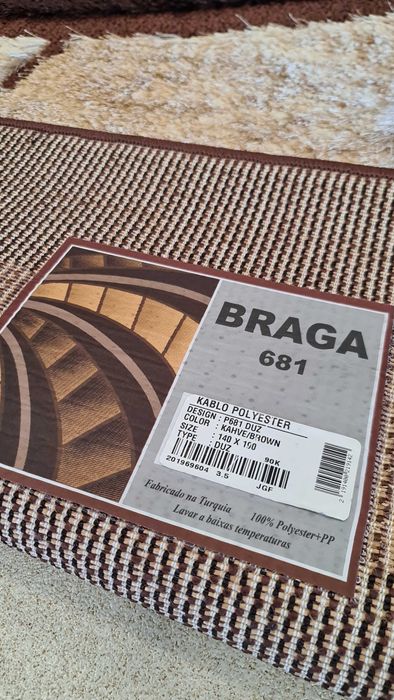 BRAGA
681
KABLO POLYESTER
DESIGN : P681 DUZ
COLOR : KAHVE/BROWN
SIZE : 140 X 190
TYPE : DUZ
90K
201969604 3.5 JGF
Fabricado na Turquia 100% Polyester+PP
Lavar a baixas temperaturas